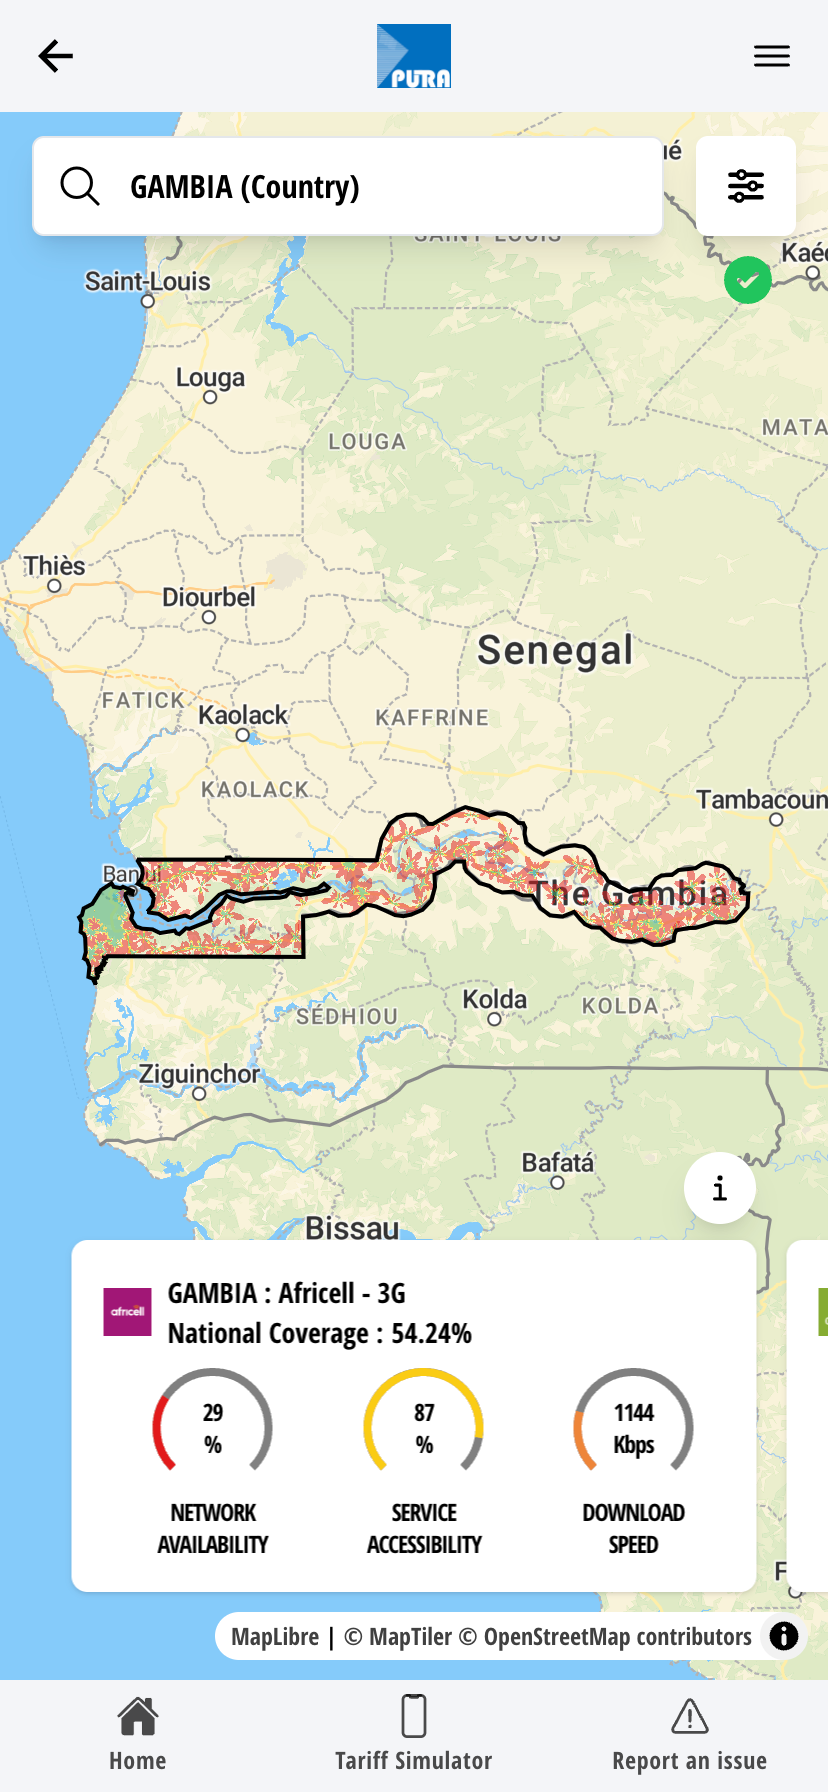 PURA
GAMBIA (Country)
SAINT-LOUIS
Saint-Louis
Louga
LOUGA
MATA
Thiès
Diourbel
Senegal
FATICK
Kaolack
KAFFRINE
KAOLACK
Tambacoun
Banjul
The Gambia
Kolda
SÉDHIOU
KOLDA
Ziguinchor
Bafatá
Bissau
GAMBIA : Africell - 3G
africell
National Coverage : 54.24%
29
%
87
%
1144
Kbps
NETWORK
AVAILABILITY
SERVICE
ACCESSIBILITY
DOWNLOAD
SPEED
MapLibre | © MapTiler © OpenStreetMap contributors
Home
Tariff Simulator
Report an issue